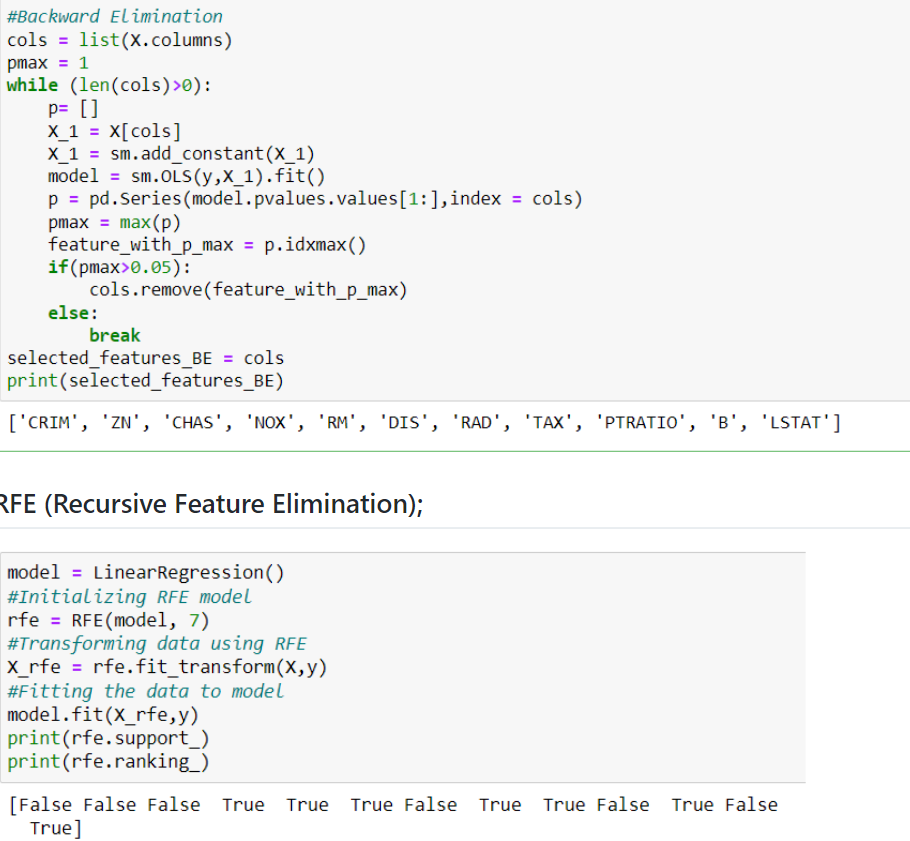 #Backward Elimination
cols = list(X.columns)
pmax = 1
while (len(cols)>0):
    p= []
    X_1 = X[cols]
    X_1 = sm.add_constant(X_1)
    model = sm.OLS(y,X_1).fit()
    p = pd.Series(model.pvalues.values[1:],index = cols)
    pmax = max(p)
    feature_with_p_max = p.idxmax()
    if(pmax>0.05):
        cols.remove(feature_with_p_max)
    else:
        break
selected_features_BE = cols
print(selected_features_BE)
['CRIM', 'ZN', 'CHAS', 'NOX', 'RM', 'DIS', 'RAD', 'TAX', 'PTRATIO', 'B', 'LSTAT']
RFE (Recursive Feature Elimination);
model = LinearRegression()
#Initializing RFE model
rfe = RFE(model, 7)
#Transforming data using RFE
X_rfe = rfe.fit_transform(X,y)
#Fitting the data to model
model.fit(X_rfe,y)
print(rfe.support_)
print(rfe.ranking_)
[False False False  True  True  True False  True  True False  True False
  True]